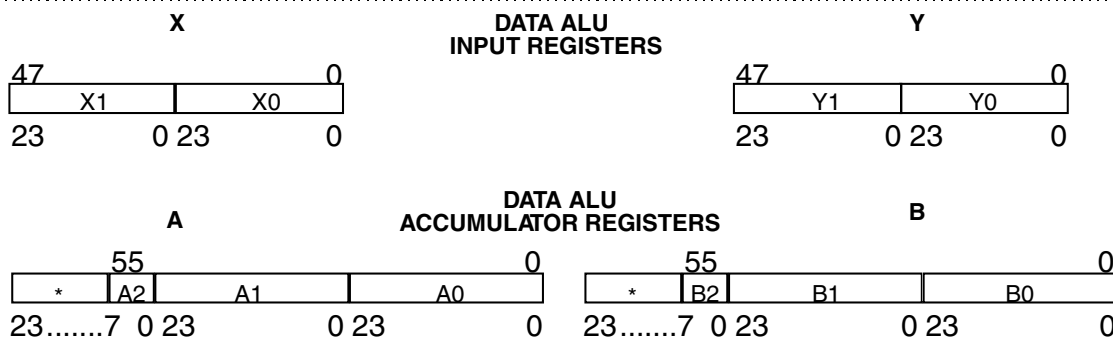 X DATA ALU Y
INPUT REGISTERS
47 0 47 0
X1 X0 Y1 Y0
23 0 23 0 23 0 23 0
DATA ALU
A ACCUMULATOR REGISTERS B
55 0 55 0
* A2 A1 A0 * B2 B1 B0
23.......7 0 23 0 23 0 23.......7 0 23 0 23 0